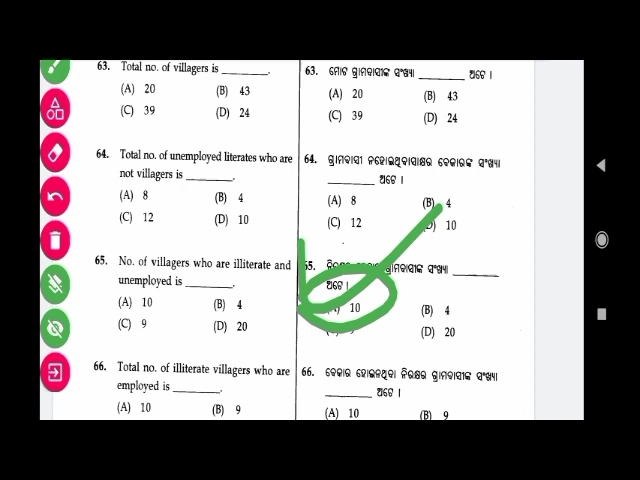 63. Total no. of villagers is ________.
(A) 20 (B) 43
(C) 39 (D) 24
64. Total no. of unemployed literates who are
not villagers is ________.
(A) 8 (B) 4
(C) 12 (D) 10
65. No. of villagers who are illiterate and
unemployed is ________.
(A) 10 (B) 4
(C) 9 (D) 20
66. Total no. of illiterate villagers who are
employed is ________.
(A) 10 (B) 9
63. ମୋଟ ଗ୍ରାମବାସୀଙ୍କ ସଂଖ୍ୟା ________ ଅଟେ ।
(A) 20 (B) 43
(C) 39 (D) 24
64. ଗ୍ରାମବାସୀ ନହୋଇଥିବା ସାକ୍ଷର ବେକାରଙ୍କ ସଂଖ୍ୟା
________ ଅଟେ ।
(A) 8 (B) 4
(C) 12 (D) 10
65. ଗ୍ରାମବାସୀଙ୍କ ସଂଖ୍ୟା ________
ଅଟେ ।
(A) 10 (B) 4
(D) 20
66. ବେକାର ହୋଇନଥିବା ନିରକ୍ଷର ଗ୍ରାମବାସୀଙ୍କ ସଂଖ୍ୟା
________ ଅଟେ ।
(A) 10 (B) 9